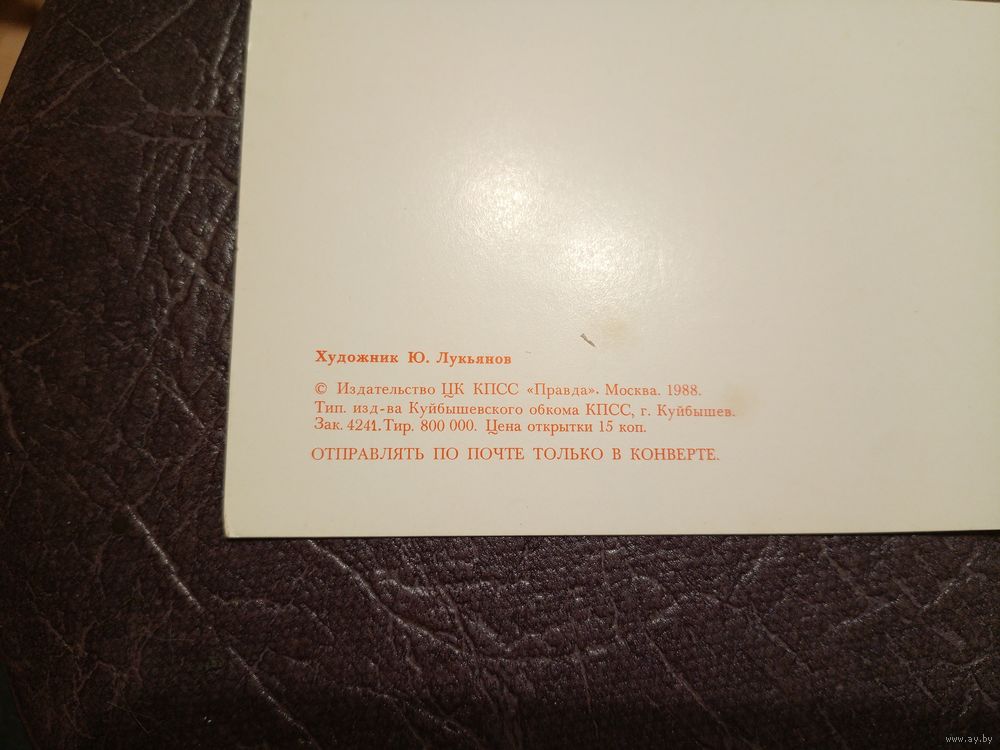 Художник Ю. Лукьянов
© Издательство ЦК КПСС «Правда». Москва. 1988.
Тип. изд-ва Куйбышевского обкома КПСС, г. Куйбышев.
Зак. 4241. Тир. 800 000. Цена открытки 15 коп.
ОТПРАВЛЯТЬ ПО ПОЧТЕ ТОЛЬКО В КОНВЕРТЕ.
www.ay.by